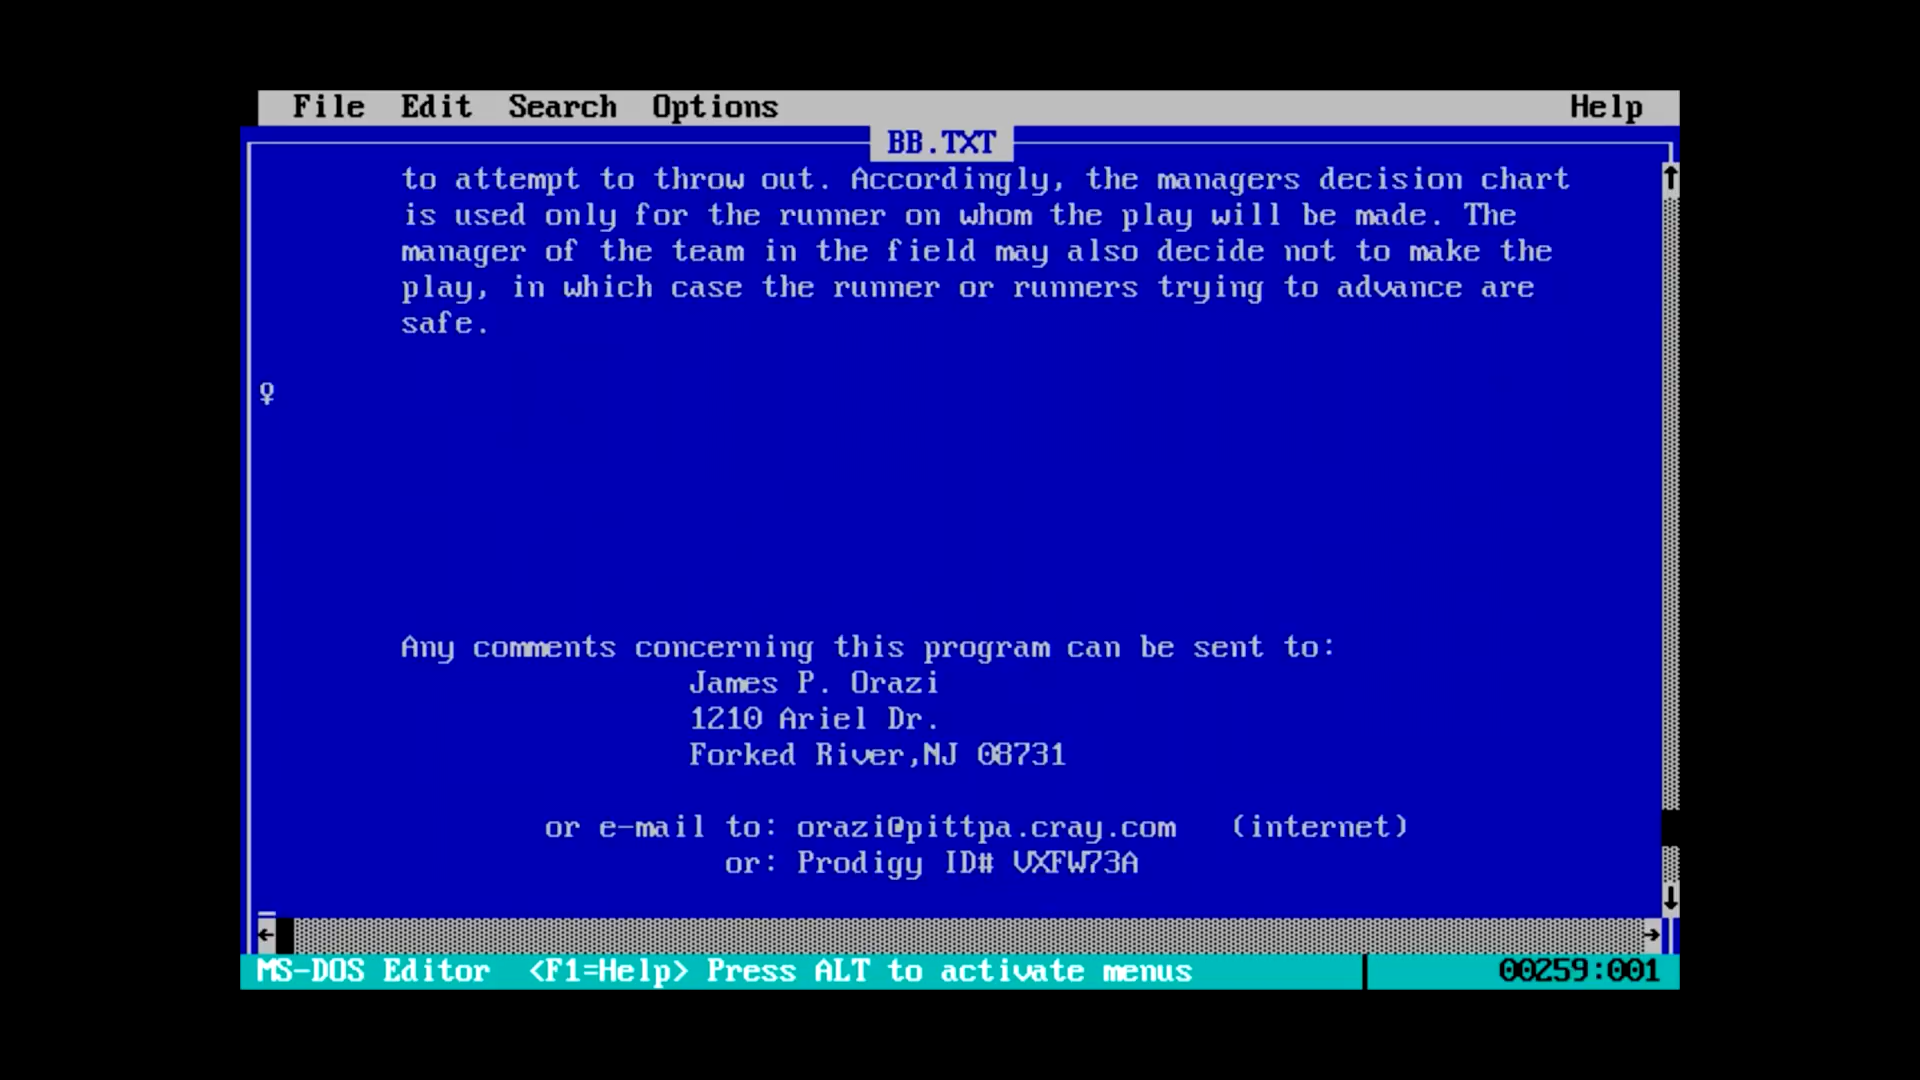 File Edit Search Options Help
BB.TXT
to attempt to throw out. Accordingly, the managers decision chart
is used only for the runner on whom the play will be made. The
manager of the team in the field may also decide not to make the
play, in which case the runner or runners trying to advance are
safe.
♀
Any comments concerning this program can be sent to:
James P. Orazi
1210 Ariel Dr.
Forked River,NJ 08731
or e-mail to: orazi@pittpa.cray.com (internet)
or: Prodigy ID# VXFW73A
MS-DOS Editor <F1=Help> Press ALT to activate menus 00259:001